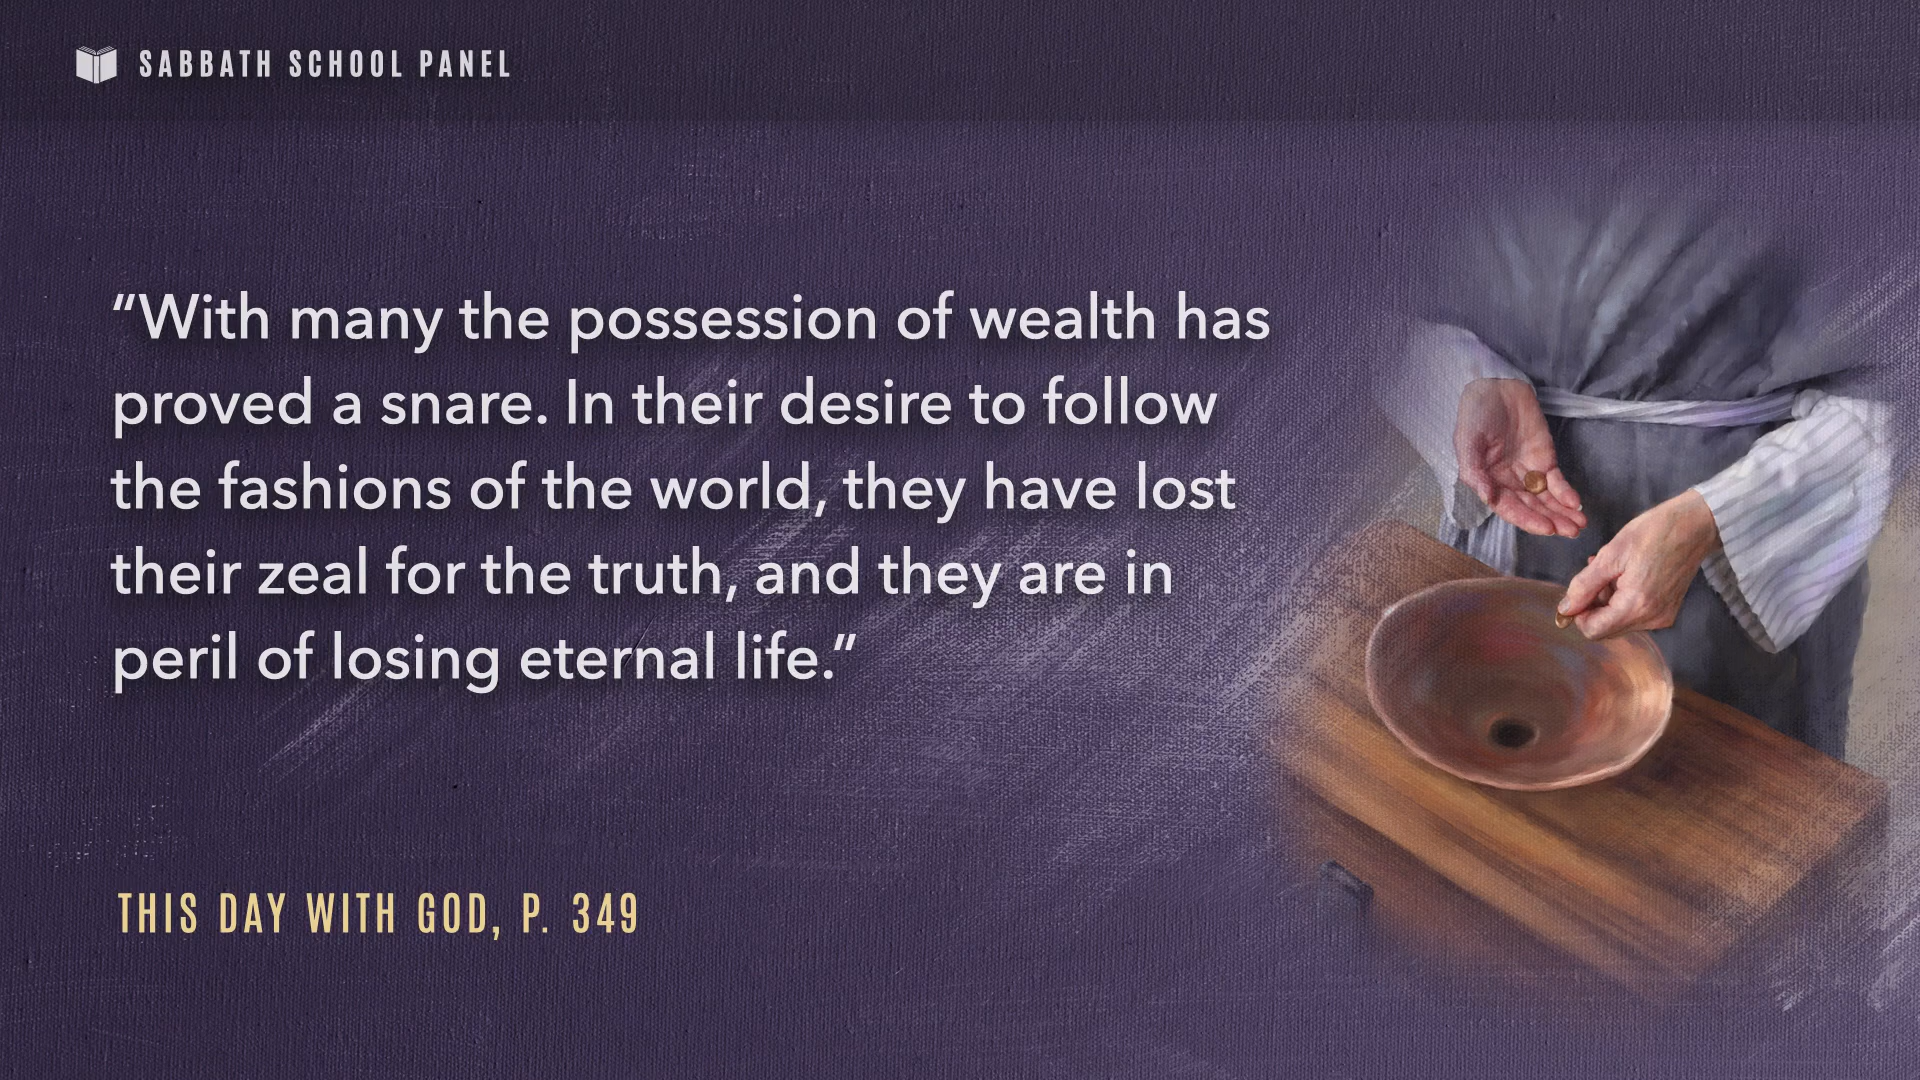 SABBATH SCHOOL PANEL
“With many the possession of wealth has
proved a snare. In their desire to follow
the fashions of the world, they have lost
their zeal for the truth, and they are in
peril of losing eternal life.”
THIS DAY WITH GOD, P. 349